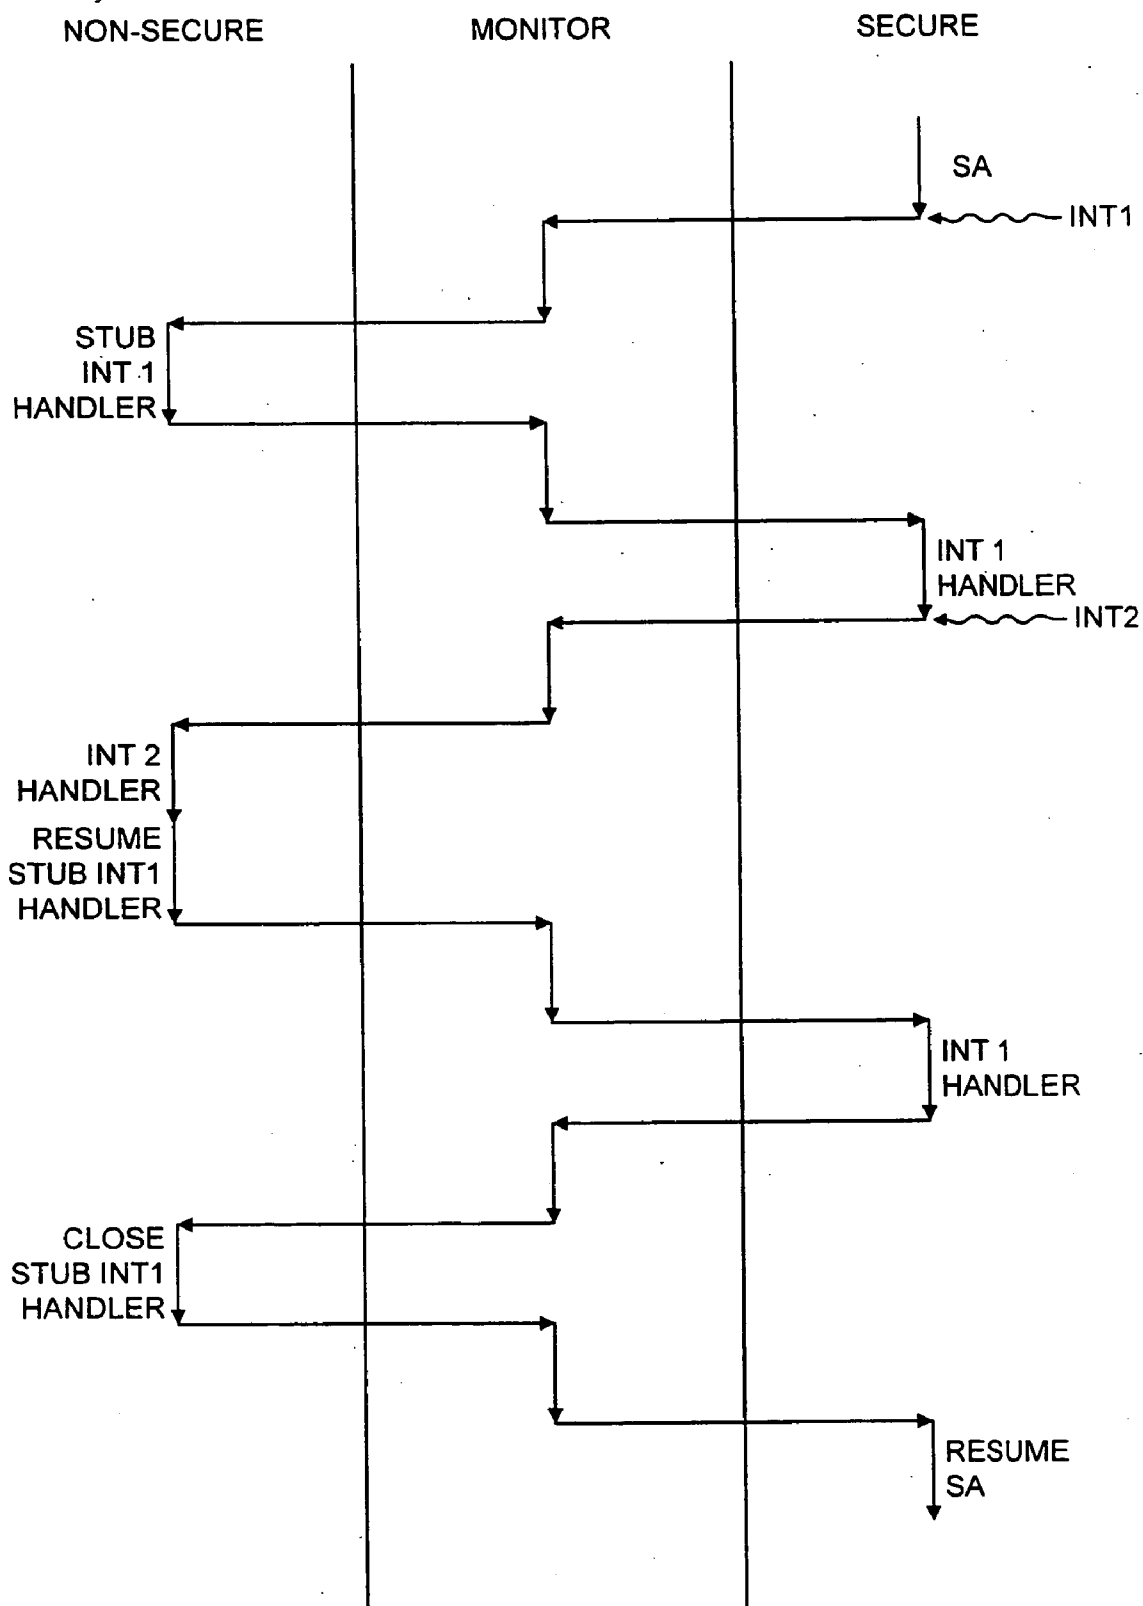 NON-SECURE
MONITOR
SECURE
SA
INT1
STUB
INT 1
HANDLER
INT 1
HANDLER
INT2
INT 2
HANDLER
RESUME
STUB INT1
HANDLER
INT 1
HANDLER
CLOSE
STUB INT1
HANDLER
RESUME
SA